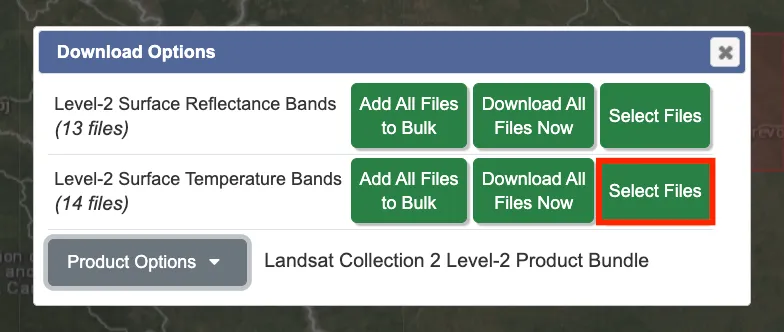 Download Options
Level-2 Surface Reflectance Bands
(13 files)
Add All Files
to Bulk
Download All
Files Now
Select Files
Level-2 Surface Temperature Bands
(14 files)
Add All Files
to Bulk
Download All
Files Now
Select Files
Product Options
Landsat Collection 2 Level-2 Product Bundle